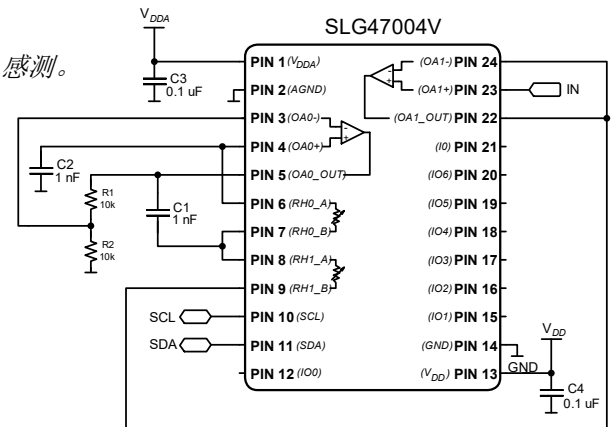 V_DDA
SLG47004V
感测。
C3
0.1 uF
PIN 1 (V_DDA)
PIN 2 (AGND)
PIN 3 (OA0-)
PIN 4 (OA0+)
PIN 5 (OA0_OUT)
PIN 6 (RH0_A)
PIN 7 (RH0_B)
PIN 8 (RH1_A)
PIN 9 (RH1_B)
PIN 10 (SCL)
PIN 11 (SDA)
PIN 12 (IO0)
(OA1-) PIN 24
(OA1+) PIN 23
(OA1_OUT) PIN 22
(I0) PIN 21
(IO6) PIN 20
(IO5) PIN 19
(IO4) PIN 18
(IO3) PIN 17
(IO2) PIN 16
(IO1) PIN 15
(GND) PIN 14
(V_DD) PIN 13
- +
- +
IN
C2
1 nF
R1
10k
C1
1 nF
R2
10k
SCL
SDA
V_DD
GND
C4
0.1 uF